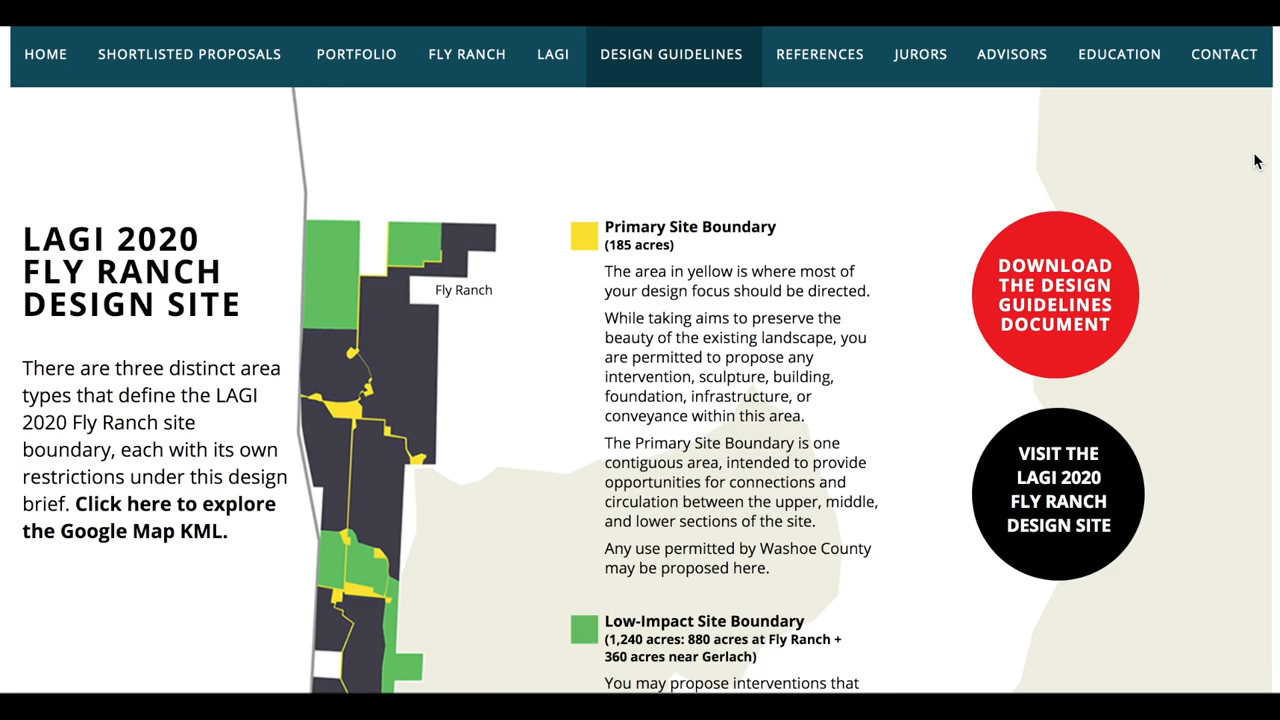 HOME SHORTLISTED PROPOSALS PORTFOLIO FLY RANCH LAGI DESIGN GUIDELINES REFERENCES JURORS ADVISORS EDUCATION CONTACT
LAGI 2020
FLY RANCH
DESIGN SITE
There are three distinct area
types that define the LAGI
2020 Fly Ranch site
boundary, each with its own
restrictions under this design
brief. Click here to explore
the Google Map KML.
Fly Ranch
Primary Site Boundary
(185 acres)
The area in yellow is where most of
your design focus should be directed.
While taking aims to preserve the
beauty of the existing landscape, you
are permitted to propose any
intervention, sculpture, building,
foundation, infrastructure, or
conveyance within this area.
The Primary Site Boundary is one
contiguous area, intended to provide
opportunities for connections and
circulation between the upper, middle,
and lower sections of the site.
Any use permitted by Washoe County
may be proposed here.
Low-Impact Site Boundary
(1,240 acres: 880 acres at Fly Ranch +
360 acres near Gerlach)
You may propose interventions that
DOWNLOAD
THE DESIGN
GUIDELINES
DOCUMENT
VISIT THE
LAGI 2020
FLY RANCH
DESIGN SITE